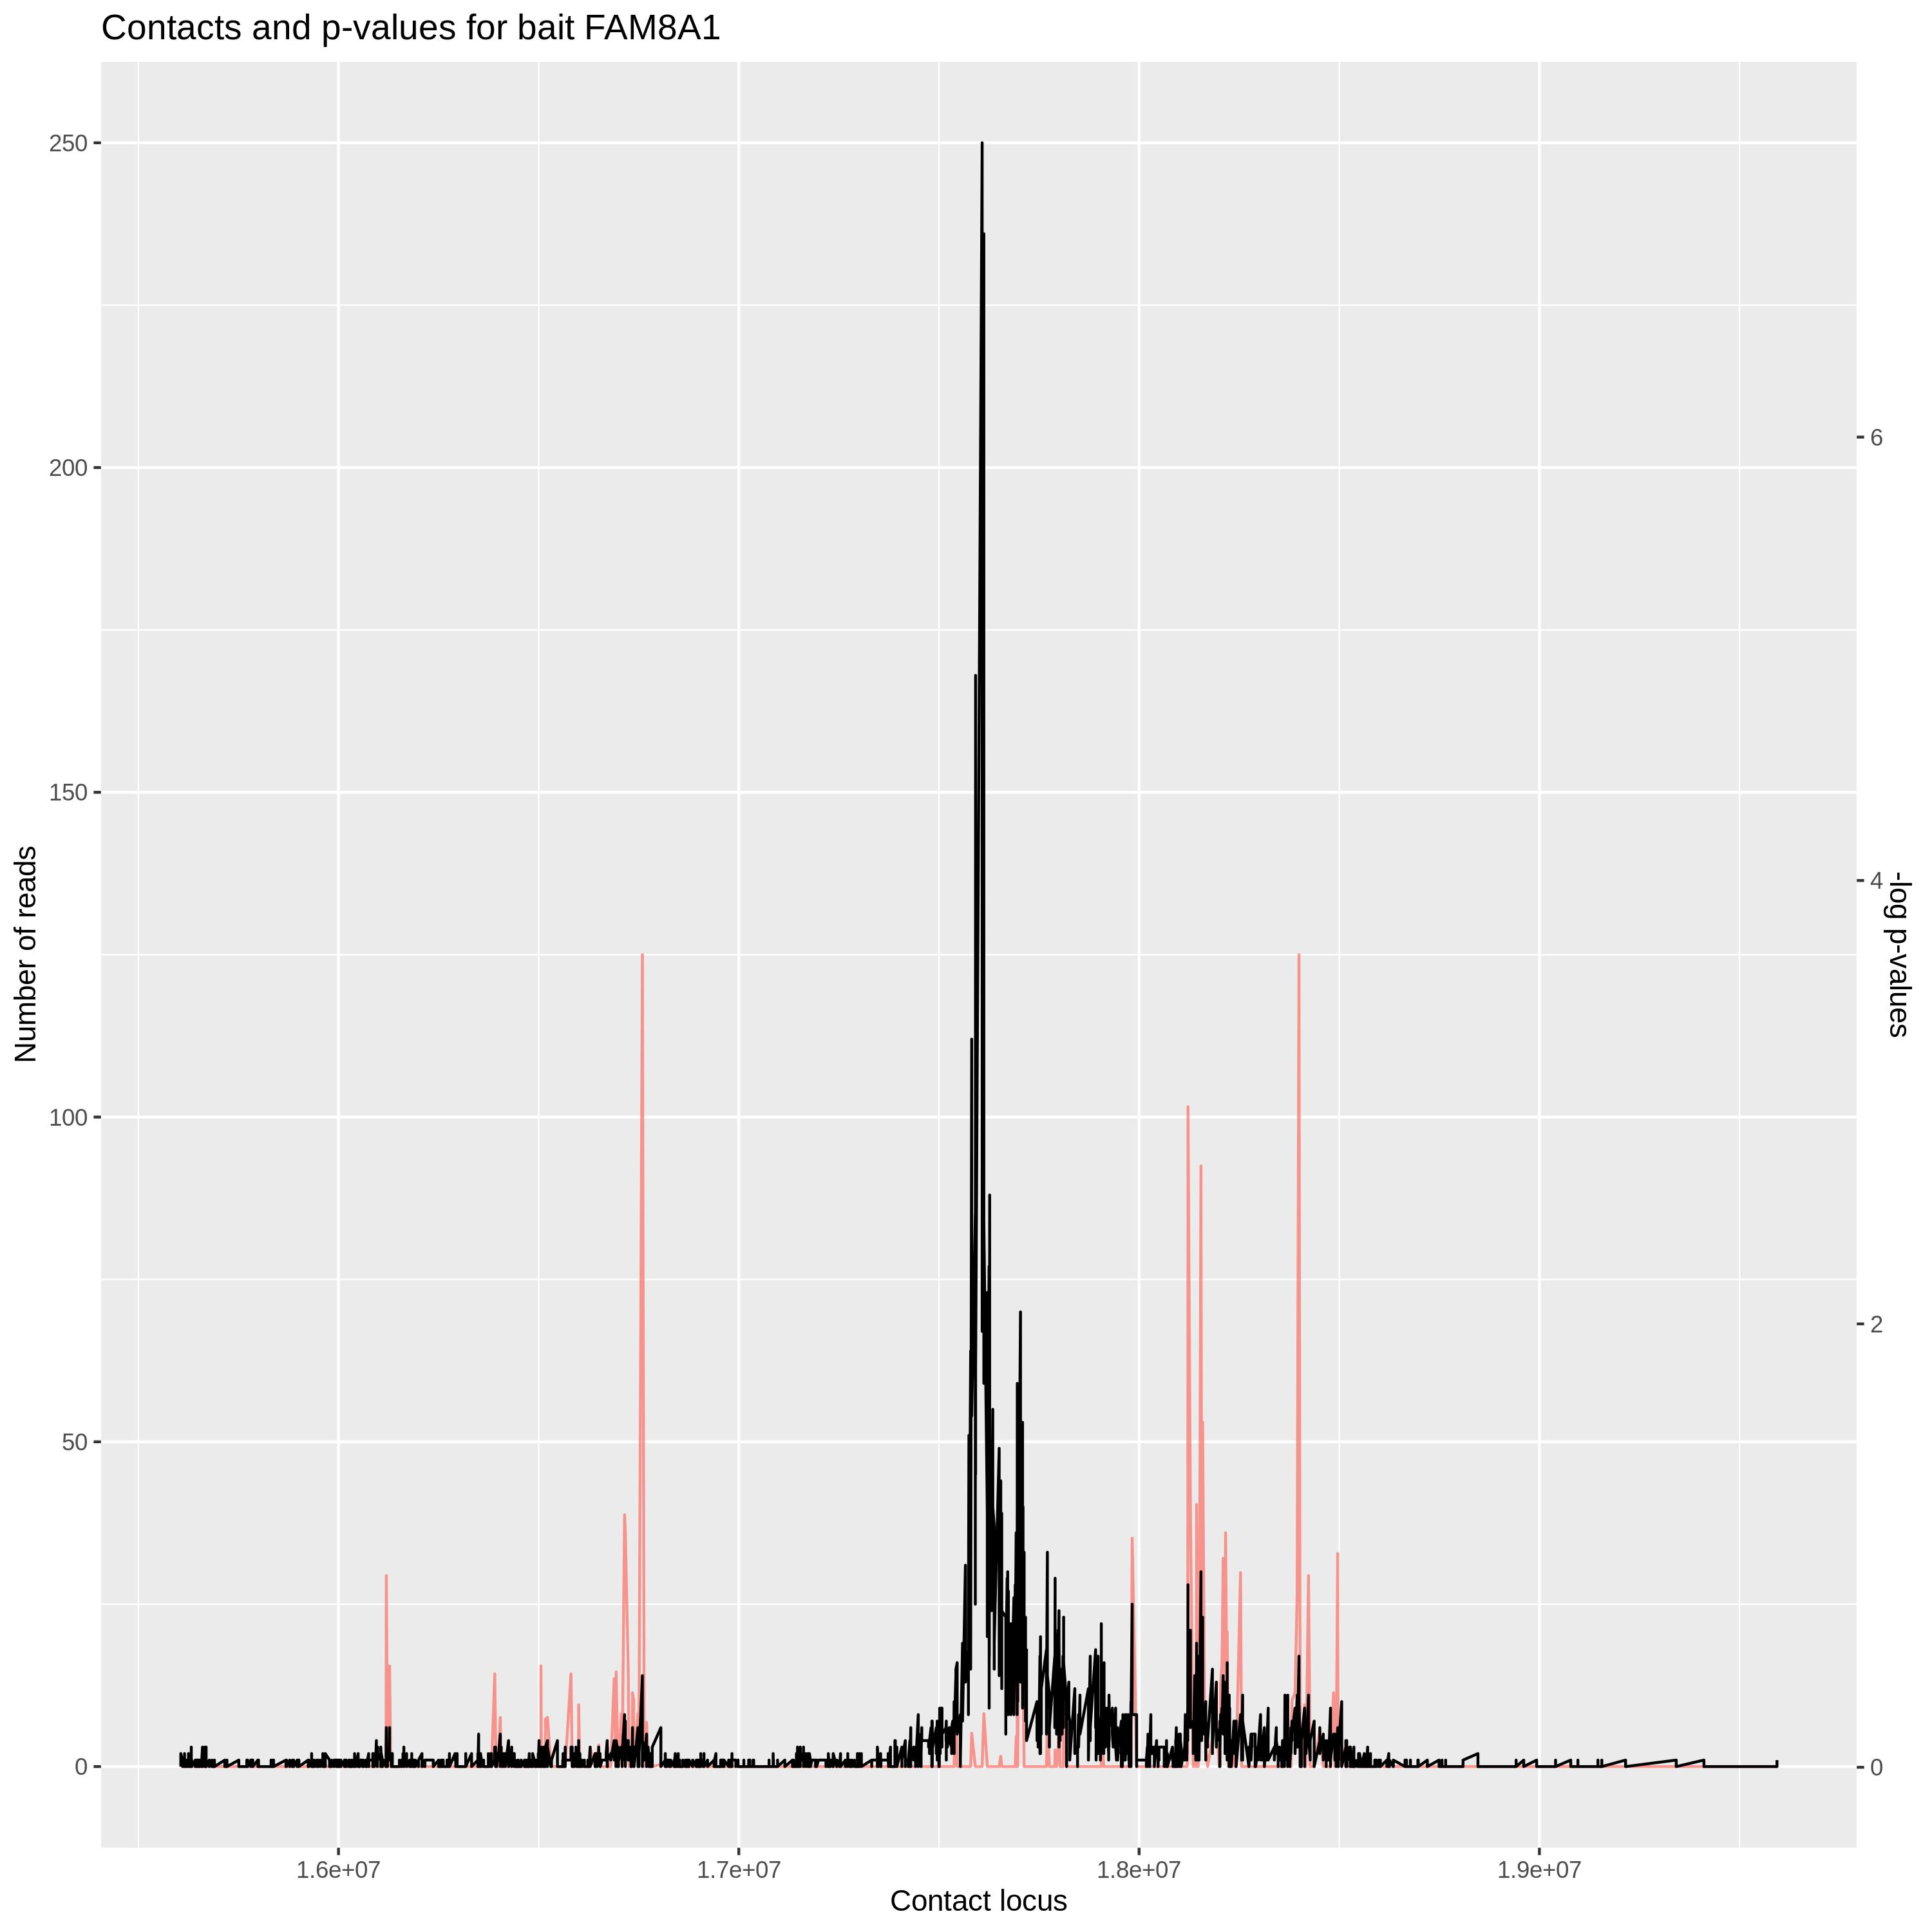 Contacts and p-values for bait FAM8A1
250
200
150
100
50
0
Number of reads
6
4
2
0
-log p-values
1.6e+07
1.7e+07
1.8e+07
1.9e+07
Contact locus